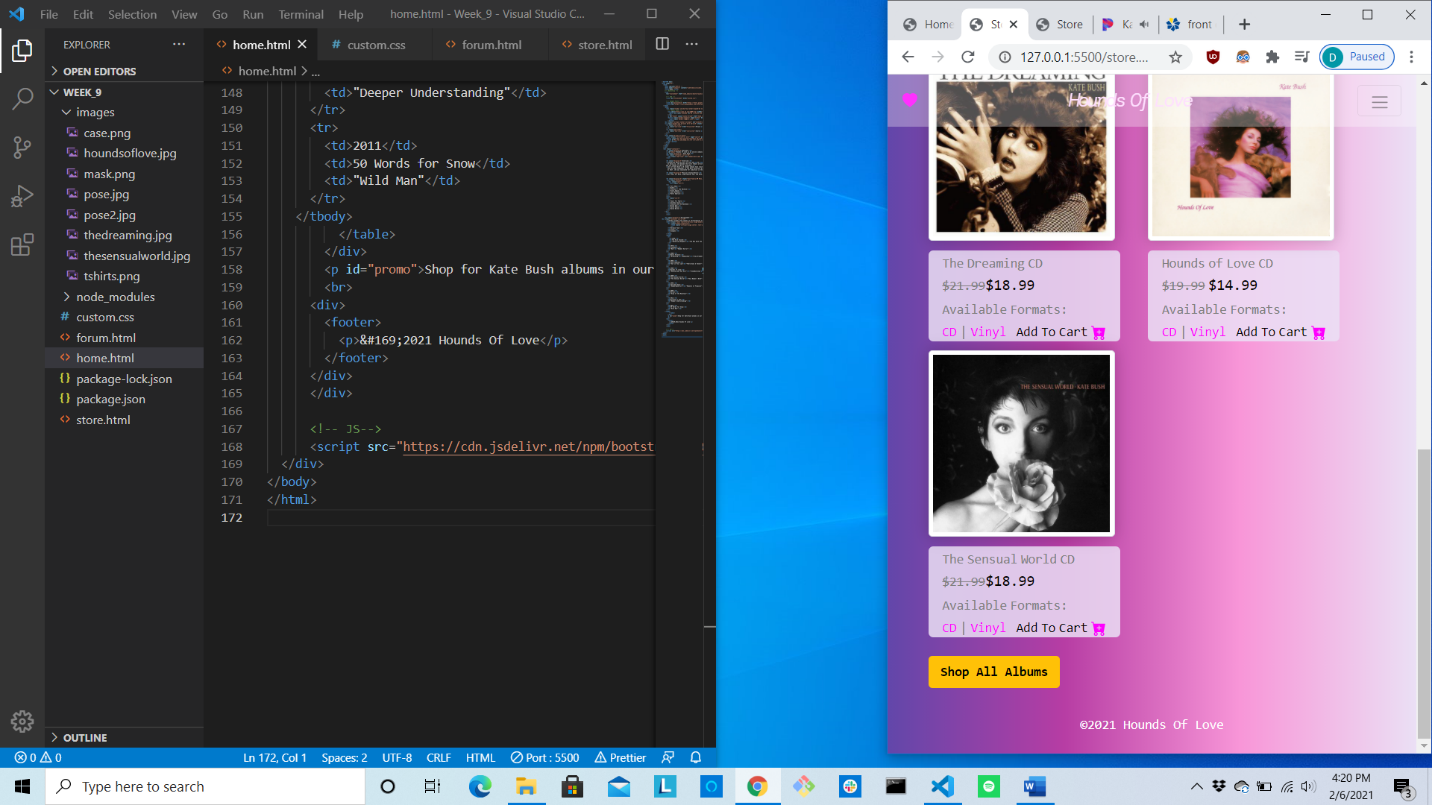 File Edit Selection View Go Run Terminal Help home.html - Week_9 - Visual Studio C...
EXPLORER
OPEN EDITORS
WEEK_9
images
case.png
houndsoflove.jpg
mask.png
pose.jpg
pose2.jpg
thedreaming.jpg
thesensualworld.jpg
tshirts.png
node_modules
custom.css
forum.html
home.html
package-lock.json
package.json
store.html
OUTLINE
home.html custom.css forum.html store.html
home.html > ...
148 <td>"Deeper Understanding"</td>
149 </tr>
150 <tr>
151 <td>2011</td>
152 <td>50 Words for Snow</td>
153 <td>"Wild Man"</td>
154 </tr>
155 </tbody>
156 </table>
157 </div>
158 <p id="promo">Shop for Kate Bush albums in our
159 <br>
160 <div>
161 <footer>
162 <p>&#169;2021 Hounds Of Love</p>
163 </footer>
164 </div>
165 </div>
166
167 <!-- JS-->
168 <script src="https://cdn.jsdelivr.net/npm/bootst
169 </div>
170 </body>
171 </html>
172
0 0 Ln 172, Col 1 Spaces: 2 UTF-8 CRLF HTML Port : 5500 Prettier
Home St Store Ka front
127.0.0.1:5500/store.... D Paused
Hounds Of Love
THE DREAMING
KATE BUSH
Kate Bush
Hounds Of Love
The Dreaming CD
$21.99$18.99
Available Formats:
CD | Vinyl Add To Cart
Hounds of Love CD
$19.99 $14.99
Available Formats:
CD | Vinyl Add To Cart
THE SENSUAL WORLD KATE BUSH
The Sensual World CD
$21.99$18.99
Available Formats:
CD | Vinyl Add To Cart
Shop All Albums
©2021 Hounds Of Love
Type here to search
4:20 PM
2/6/2021
3